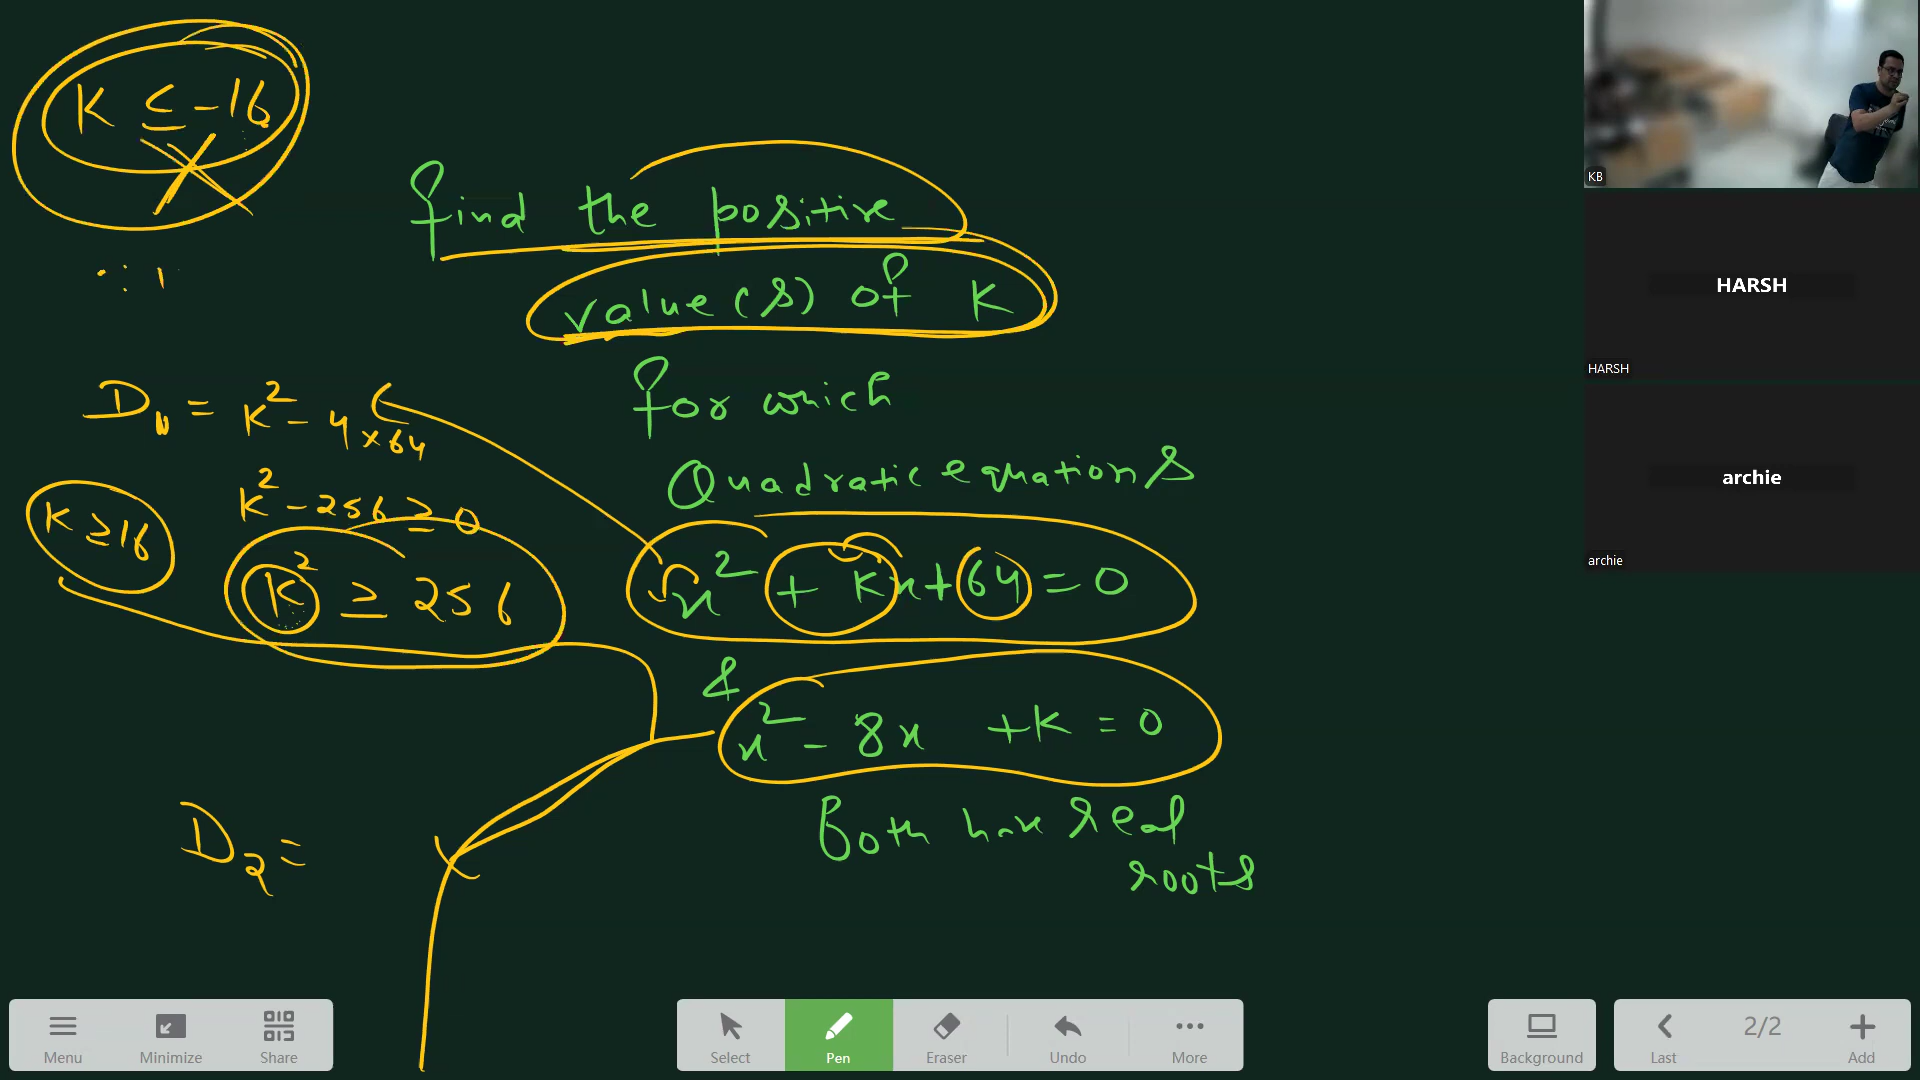 K ≤ -16
∵ 1
find the positive
value(s) of K
for which
Quadratic equations
x² + Kx + 64 = 0
&
x² - 8x + K = 0
Both have real
roots
D₁ = K² - 4 × 64
K² - 256 ≥ 0
K ≥ 16
K² ≥ 256
D₂ =
KB
HARSH
HARSH
archie
archie
Menu
Minimize
Share
Select
Pen
Eraser
Undo
More
Background
Last
2/2
Add